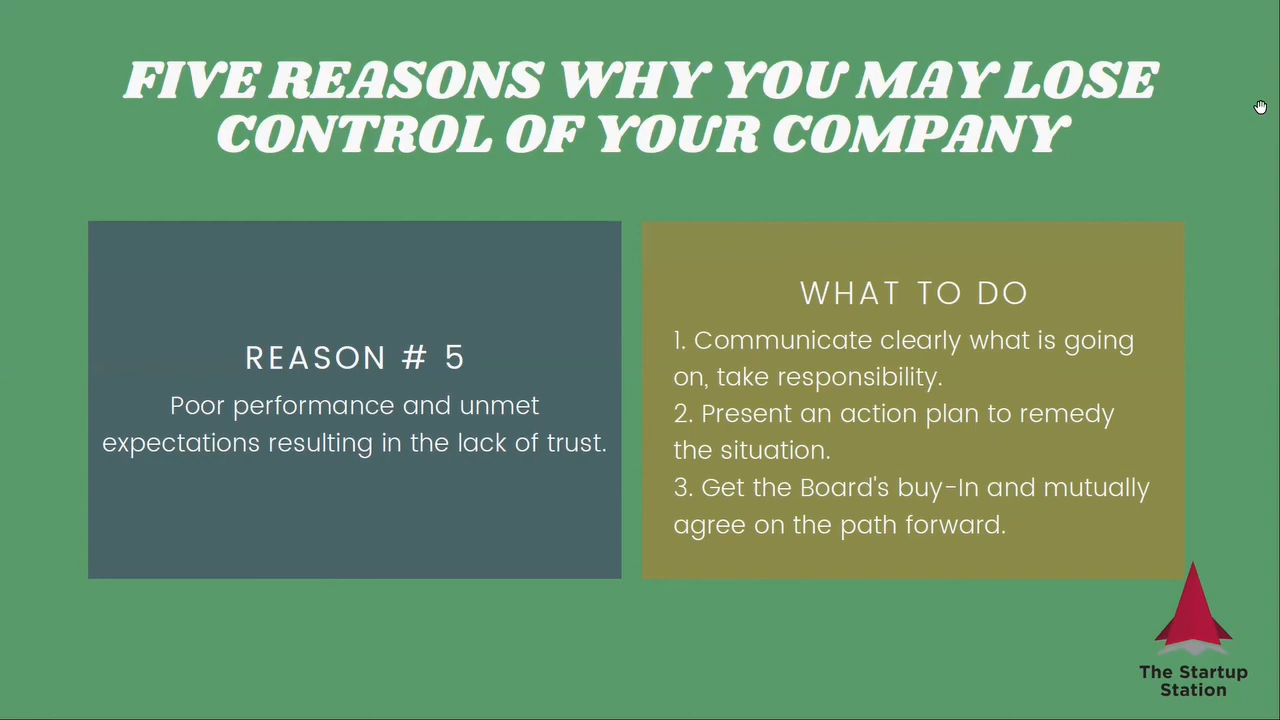 FIVE REASONS WHY YOU MAY LOSE
CONTROL OF YOUR COMPANY
REASON # 5
Poor performance and unmet
expectations resulting in the lack of trust.
WHAT TO DO
1. Communicate clearly what is going
on, take responsibility.
2. Present an action plan to remedy
the situation.
3. Get the Board's buy-In and mutually
agree on the path forward.
The Startup
Station